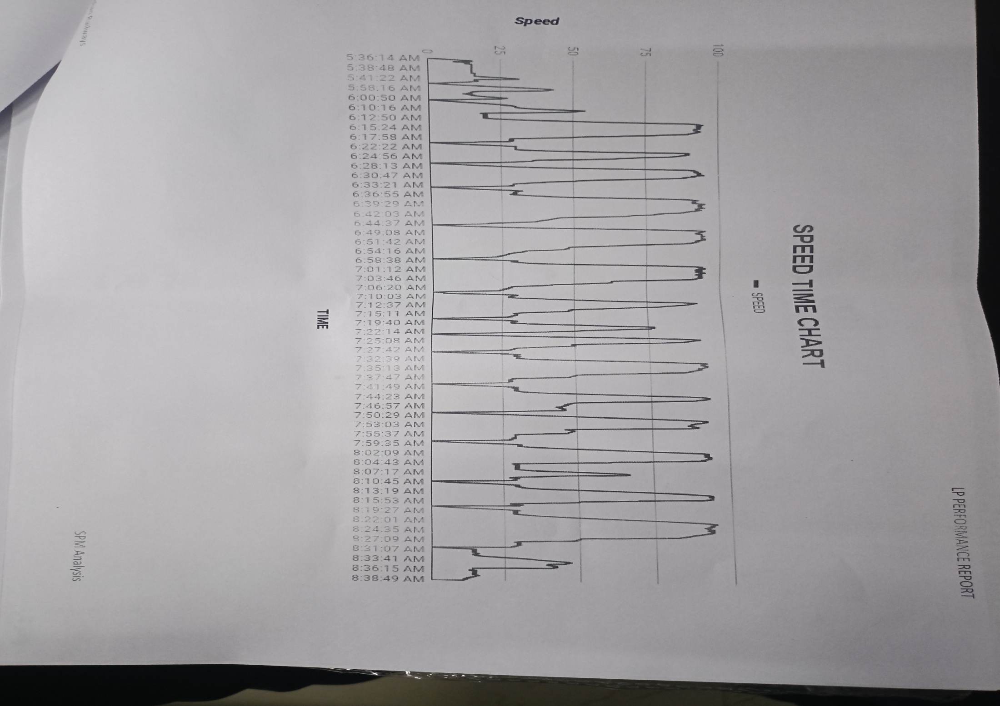 LP PERFORMANCE REPORT
SPEED TIME CHART
SPEED
Speed
100
75
50
25
0
5:36:14 AM
5:38:48 AM
5:41:22 AM
5:58:16 AM
6:00:50 AM
6:10:16 AM
6:12:50 AM
6:15:24 AM
6:17:58 AM
6:22:22 AM
6:24:56 AM
6:28:13 AM
6:30:47 AM
6:33:21 AM
6:36:55 AM
6:39:29 AM
6:42:03 AM
6:44:37 AM
6:49:08 AM
6:51:42 AM
6:54:16 AM
6:58:38 AM
7:01:12 AM
7:03:46 AM
7:06:20 AM
7:10:03 AM
7:12:37 AM
7:15:11 AM
7:19:40 AM
7:22:14 AM
7:25:08 AM
7:27:42 AM
7:32:39 AM
7:35:13 AM
7:37:47 AM
7:41:49 AM
7:44:23 AM
7:46:57 AM
7:50:29 AM
7:53:03 AM
7:55:37 AM
7:59:35 AM
8:02:09 AM
8:04:43 AM
8:07:17 AM
8:10:45 AM
8:13:19 AM
8:15:53 AM
8:19:27 AM
8:22:01 AM
8:24:35 AM
8:27:09 AM
8:31:07 AM
8:33:41 AM
8:36:15 AM
8:38:49 AM
TIME
Railways
SPM Analysis